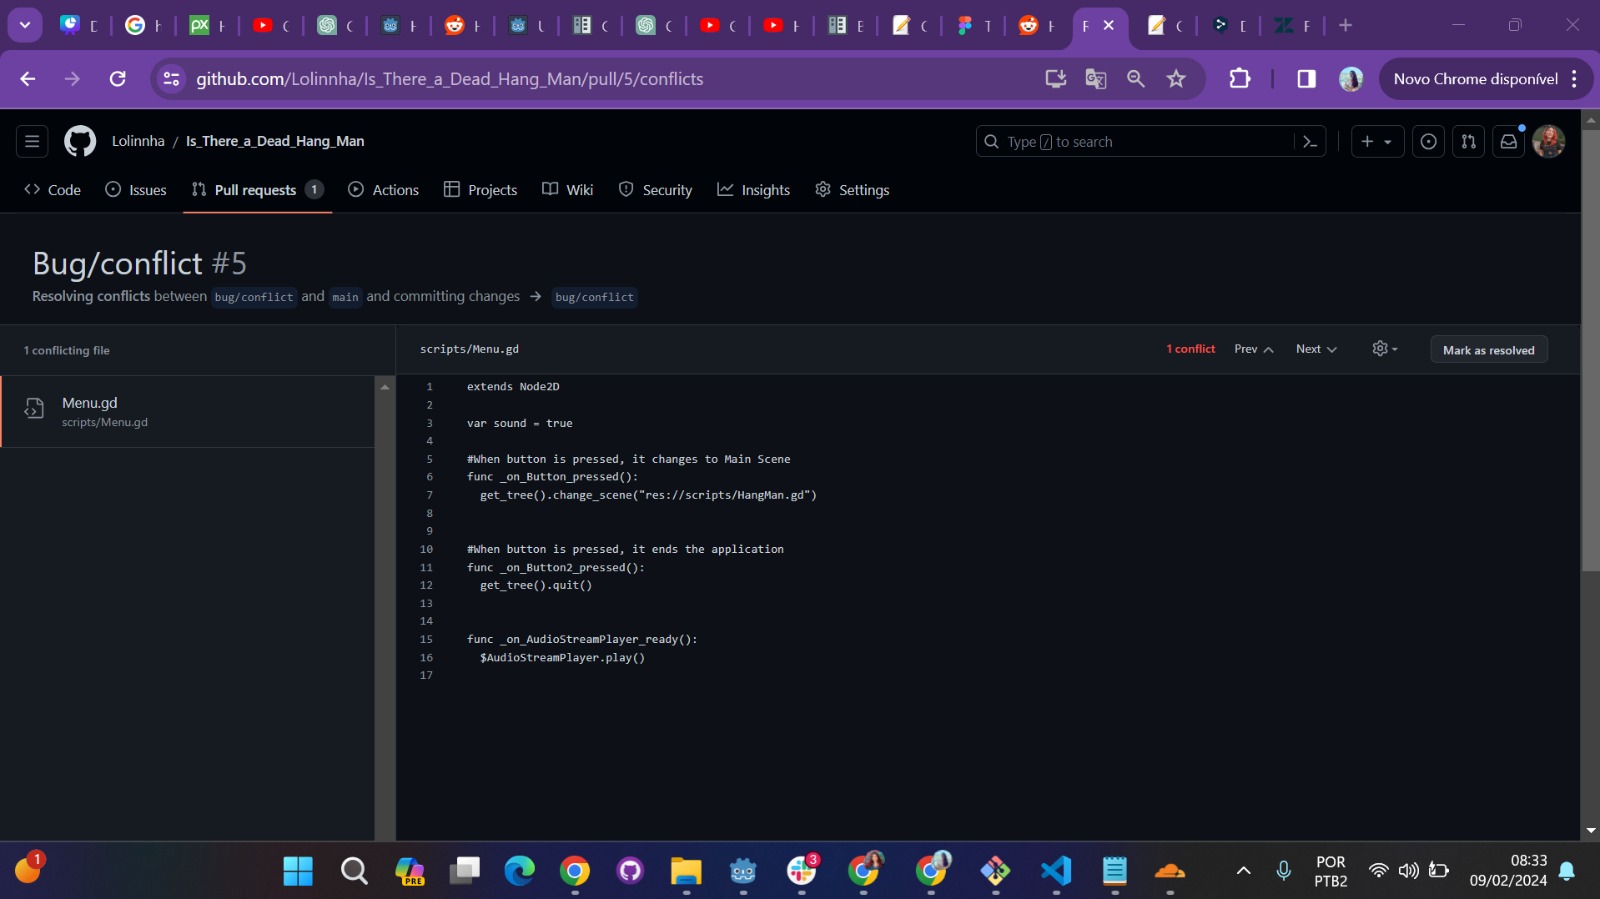 github.com/Lolinnha/Is_There_a_Dead_Hang_Man/pull/5/conflicts
Novo Chrome disponível
Lolinnha / Is_There_a_Dead_Hang_Man
Type / to search
Code
Issues
Pull requests 1
Actions
Projects
Wiki
Security
Insights
Settings
Bug/conflict #5
Resolving conflicts between bug/conflict and main and committing changes → bug/conflict
1 conflicting file
scripts/Menu.gd
1 conflict
Prev
Next
Mark as resolved
Menu.gd
scripts/Menu.gd
1 extends Node2D
2
3 var sound = true
4
5 #When button is pressed, it changes to Main Scene
6 func _on_Button_pressed():
7 get_tree().change_scene("res://scripts/HangMan.gd")
8
9
10 #When button is pressed, it ends the application
11 func _on_Button2_pressed():
12 get_tree().quit()
13
14
15 func _on_AudioStreamPlayer_ready():
16 $AudioStreamPlayer.play()
17
1
PRE
3
POR
PTB2
08:33
09/02/2024